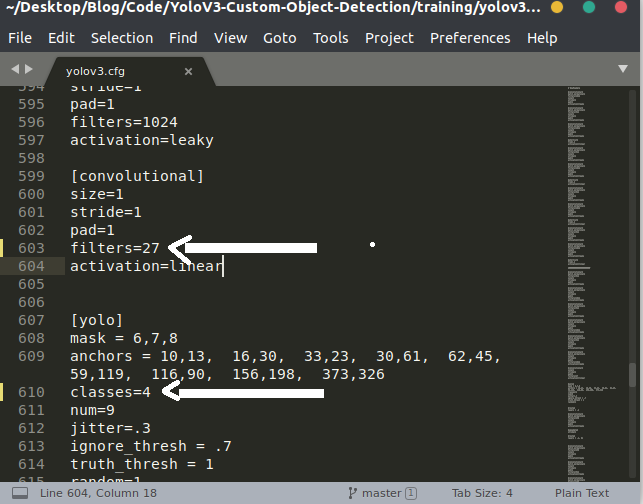 ~/Desktop/Blog/Code/YoloV3-Custom-Object-Detection/training/yolov3...
File Edit Selection Find View Goto Tools Project Preferences Help
yolov3.cfg ×
594 stride=1
595 pad=1
596 filters=1024
597 activation=leaky
598
599 [convolutional]
600 size=1
601 stride=1
602 pad=1
603 filters=27
604 activation=linear
605
606
607 [yolo]
608 mask = 6,7,8
609 anchors = 10,13,  16,30,  33,23,  30,61,  62,45,
59,119,  116,90,  156,198,  373,326
610 classes=4
611 num=9
612 jitter=.3
613 ignore_thresh = .7
614 truth_thresh = 1
615 random=1
Line 604, Column 18 master 1 Tab Size: 4 Plain Text